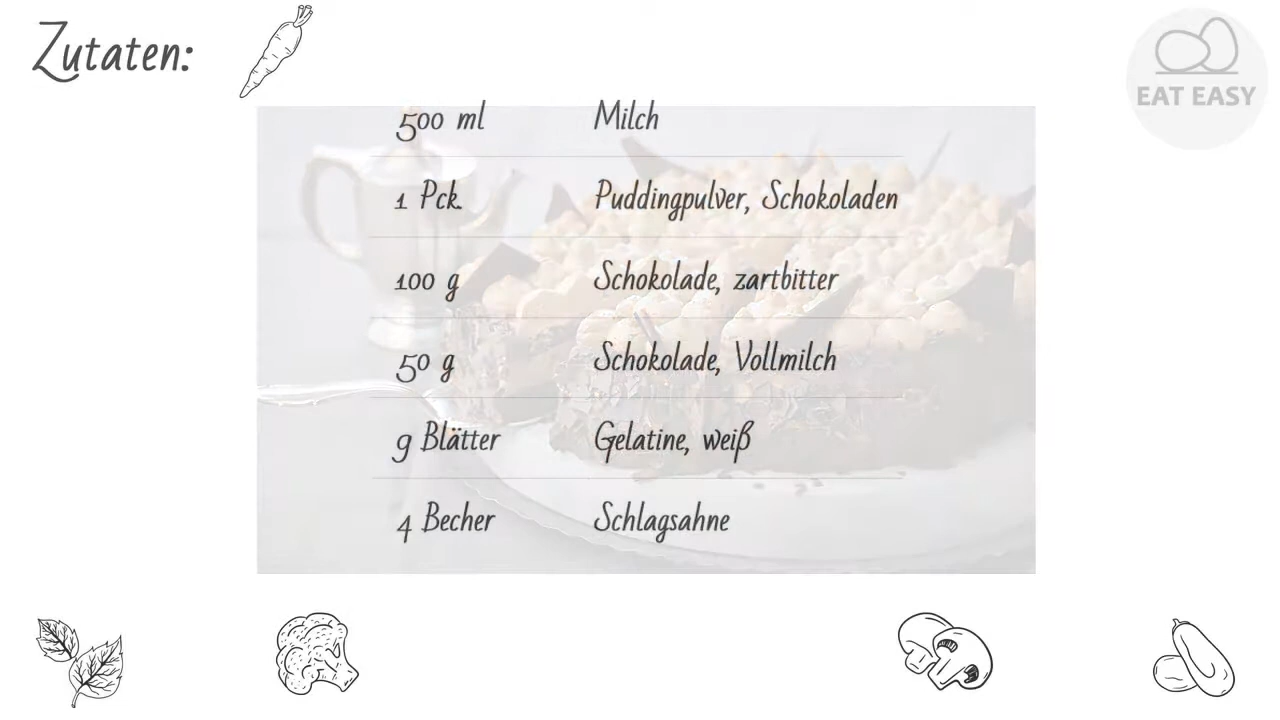 Zutaten:
EAT EASY
500 ml Milch
1 Pck. Puddingpulver, Schokoladen
100 g Schokolade, zartbitter
50 g Schokolade, Vollmilch
9 Blätter Gelatine, weiß
4 Becher Schlagsahne